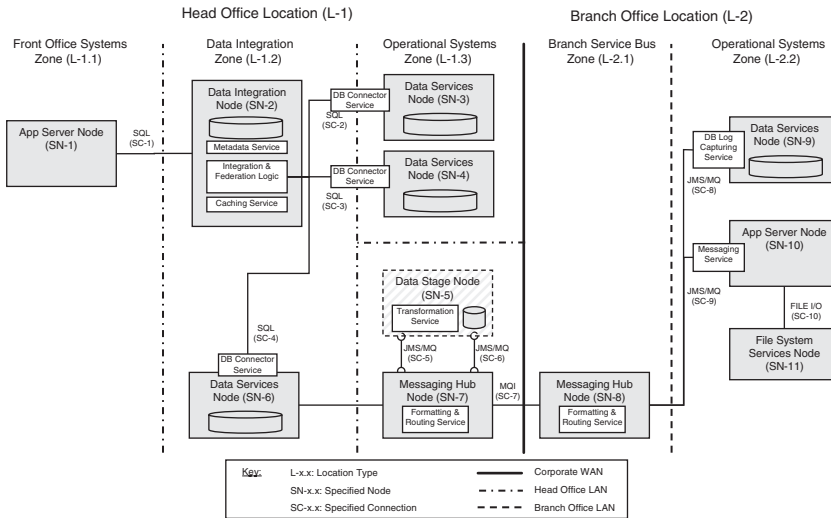 Head Office Location (L-1)
Branch Office Location (L-2)
Front Office Systems
Zone (L-1.1)
Data Integration
Zone (L-1.2)
Operational Systems
Zone (L-1.3)
Branch Service Bus
Zone (L-2.1)
Operational Systems
Zone (L-2.2)
App Server Node
(SN-1)
SQL
(SC-1)
Data Integration
Node (SN-2)
Metadata Service
Integration &
Federation Logic
Caching Service
DB Connector
Service
SQL
(SC-2)
Data Services
Node (SN-3)
DB Connector
Service
SQL
(SC-3)
Data Services
Node (SN-4)
DB Log
Capturing
Service
JMS/MQ
(SC-8)
Data Services
Node (SN-9)
Messaging
Service
JMS/MQ
(SC-9)
App Server Node
(SN-10)
FILE I/O
(SC-10)
File System
Services Node
(SN-11)
Data Stage Node
(SN-5)
Transformation
Service
JMS/MQ
(SC-5)
JMS/MQ
(SC-6)
SQL
(SC-4)
DB Connector
Service
Data Services
Node (SN-6)
Messaging Hub
Node (SN-7)
Formatting &
Routing Service
MQI
(SC-7)
Messaging Hub
Node (SN-8)
Formatting &
Routing Service
Key:
L-x.x: Location Type
SN-x.x: Specified Node
SC-x.x: Specified Connection
Corporate WAN
Head Office LAN
Branch Office LAN